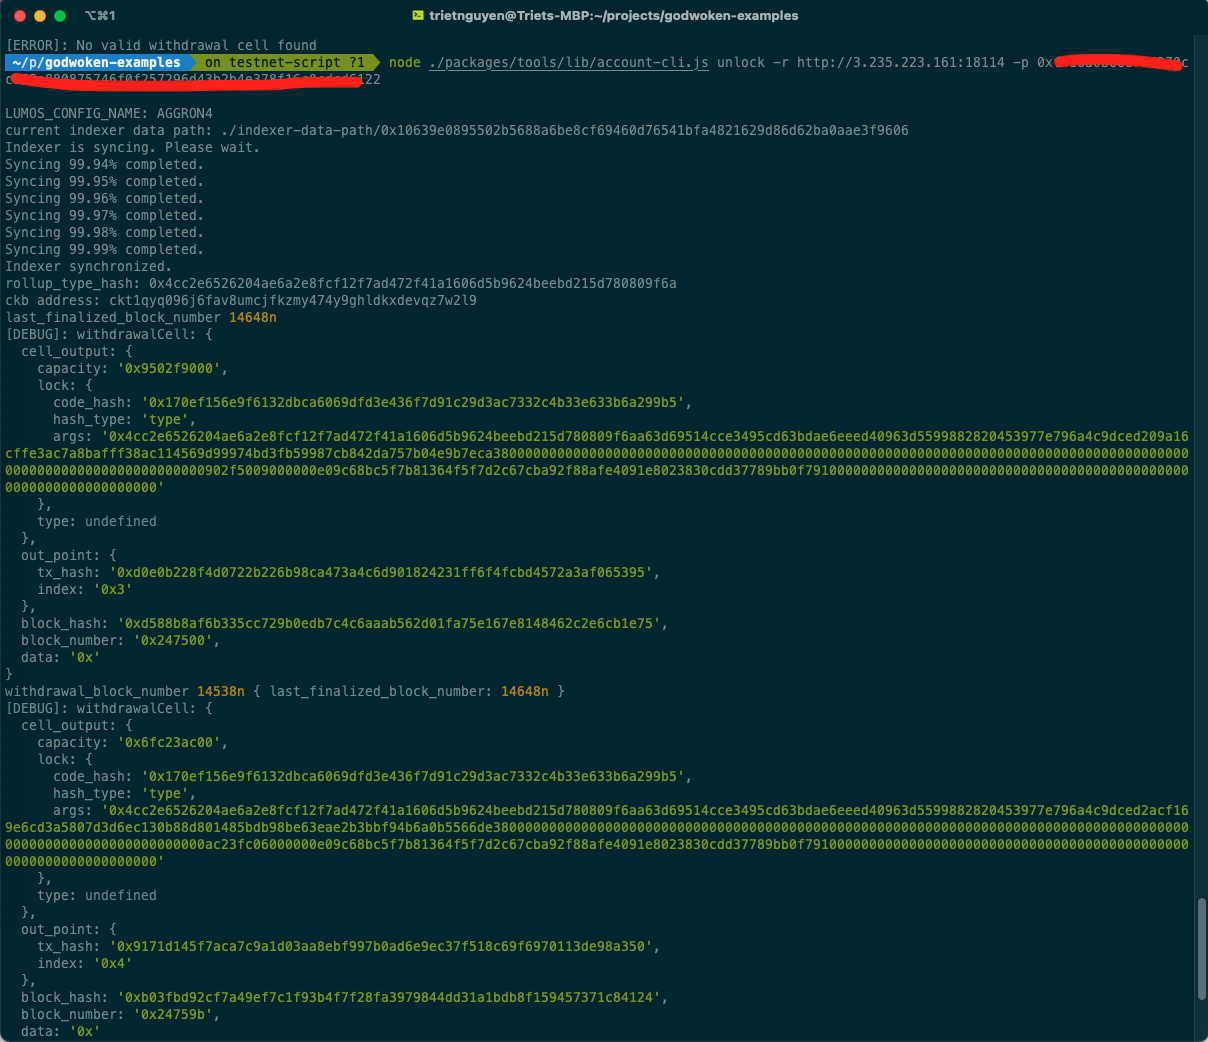 ⌥⌘1
trietnguyen@Triets-MBP:~/projects/godwoken-examples
[ERROR]: No valid withdrawal cell found
~/p/godwoken-examples on testnet-script ?1 node ./packages/tools/lib/account-cli.js unlock -r http://3.235.223.161:18114 -p
LUMOS_CONFIG_NAME: AGGRON4
current indexer data path: ./indexer-data-path/0x10639e0895502b5688a6be8cf69460d76541bfa4821629d86d62ba0aae3f9606
Indexer is syncing. Please wait.
Syncing 99.94% completed.
Syncing 99.95% completed.
Syncing 99.96% completed.
Syncing 99.97% completed.
Syncing 99.98% completed.
Syncing 99.99% completed.
Indexer synchronized.
rollup_type_hash: 0x4cc2e6526204ae6a2e8fcf12f7ad472f41a1606d5b9624beebd215d780809f6a
ckb address: ckt1qyq096j6fav8umcjfkzmy474y9ghldkxdevqz7w2l9
last_finalized_block_number 14648n
[DEBUG]: withdrawalCell: {
cell_output: {
capacity: '0x9502f9000',
lock: {
code_hash: '0x170ef156e9f6132dbca6069dfd3e436f7d91c29d3ac7332c4b33e633b6a299b5',
hash_type: 'type',
args:
},
type: undefined
},
out_point: {
tx_hash: '0xd0e0b228f4d0722b226b98ca473a4c6d901824231ff6f4fcbd4572a3af065395',
index: '0x3'
},
block_hash: '0xd588b8af6b335cc729b0edb7c4c6aaab562d01fa75e167e8148462c2e6cb1e75',
block_number: '0x247500',
data: '0x'
}
withdrawal_block_number 14538n { last_finalized_block_number: 14648n }
[DEBUG]: withdrawalCell: {
cell_output: {
capacity: '0x6fc23ac00',
lock: {
code_hash: '0x170ef156e9f6132dbca6069dfd3e436f7d91c29d3ac7332c4b33e633b6a299b5',
hash_type: 'type',
args:
},
type: undefined
},
out_point: {
tx_hash: '0x9171d145f7aca7c9a1d03aa8ebf997b0ad6e9ec37f518c69f6970113de98a350',
index: '0x4'
},
block_hash: '0xb03fbd92cf7a49ef7c1f93b4f7f28fa3979844dd31a1bdb8f159457371c84124',
block_number: '0x24759b',
data: '0x'